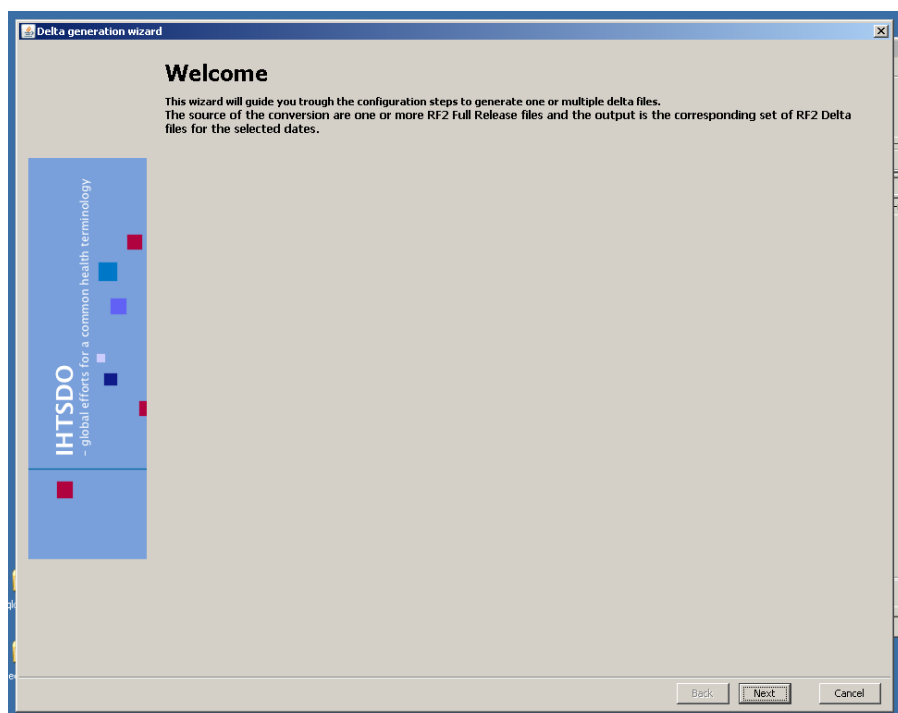 Delta generation wizard
Welcome
This wizard will guide you trough the configuration steps to generate one or multiple delta files.
The source of the conversion are one or more RF2 Full Release files and the output is the corresponding set of RF2 Delta
files for the selected dates.
IHTSDO
– global efforts for a common health terminology
Back
Next
Cancel